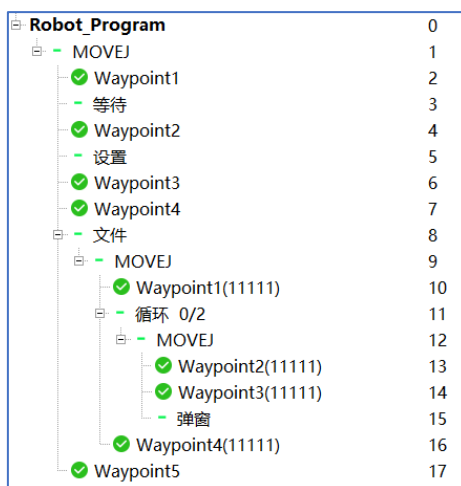 Robot_Program 0
MOVEJ 1
Waypoint1 2
等待 3
Waypoint2 4
设置 5
Waypoint3 6
Waypoint4 7
文件 8
MOVEJ 9
Waypoint1(11111) 10
循环 0/2 11
MOVEJ 12
Waypoint2(11111) 13
Waypoint3(11111) 14
弹窗 15
Waypoint4(11111) 16
Waypoint5 17